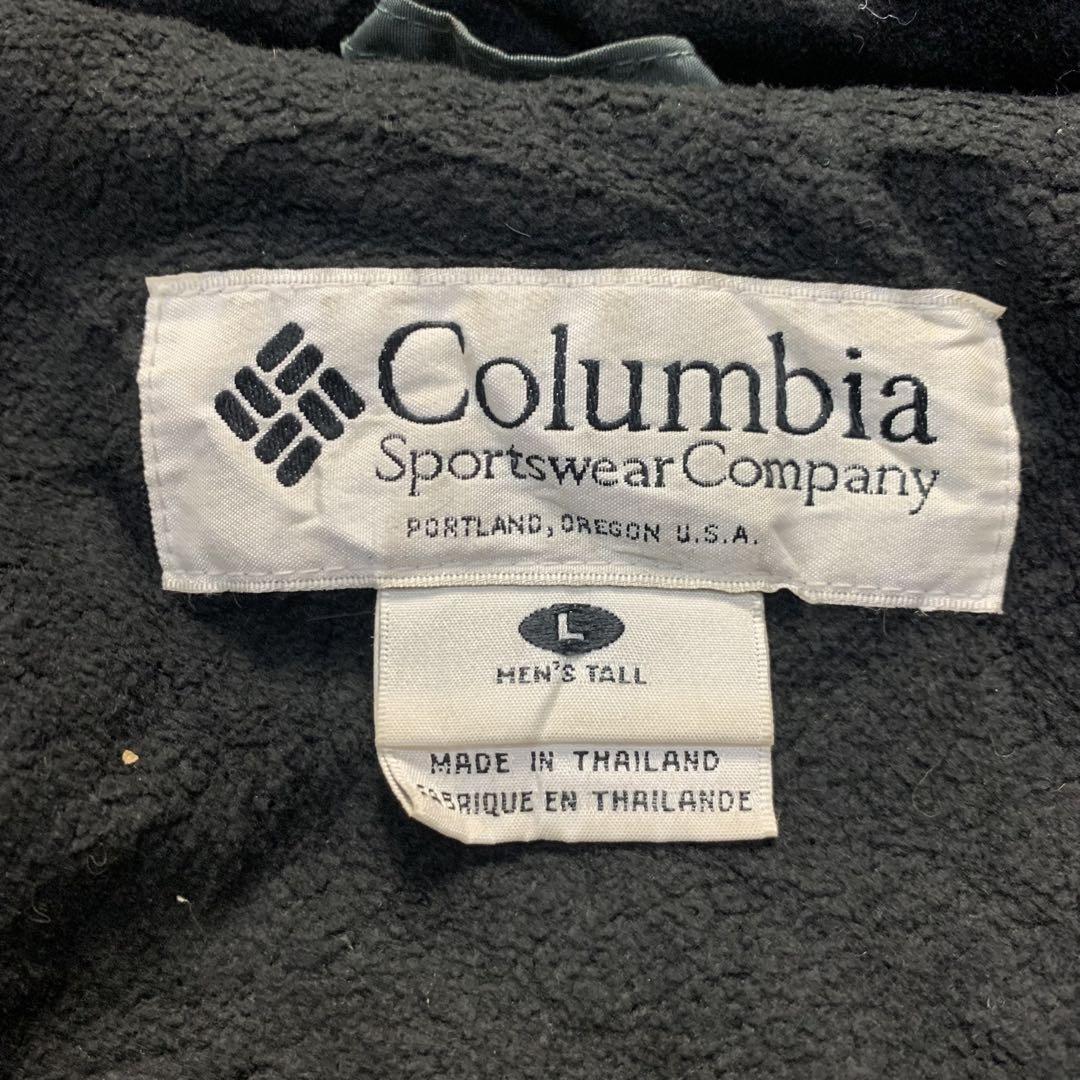 Columbia
Sportswear Company
PORTLAND, OREGON U.S.A.
L
MEN'S TALL
MADE IN THAILAND
FABRIQUE EN THAILANDE